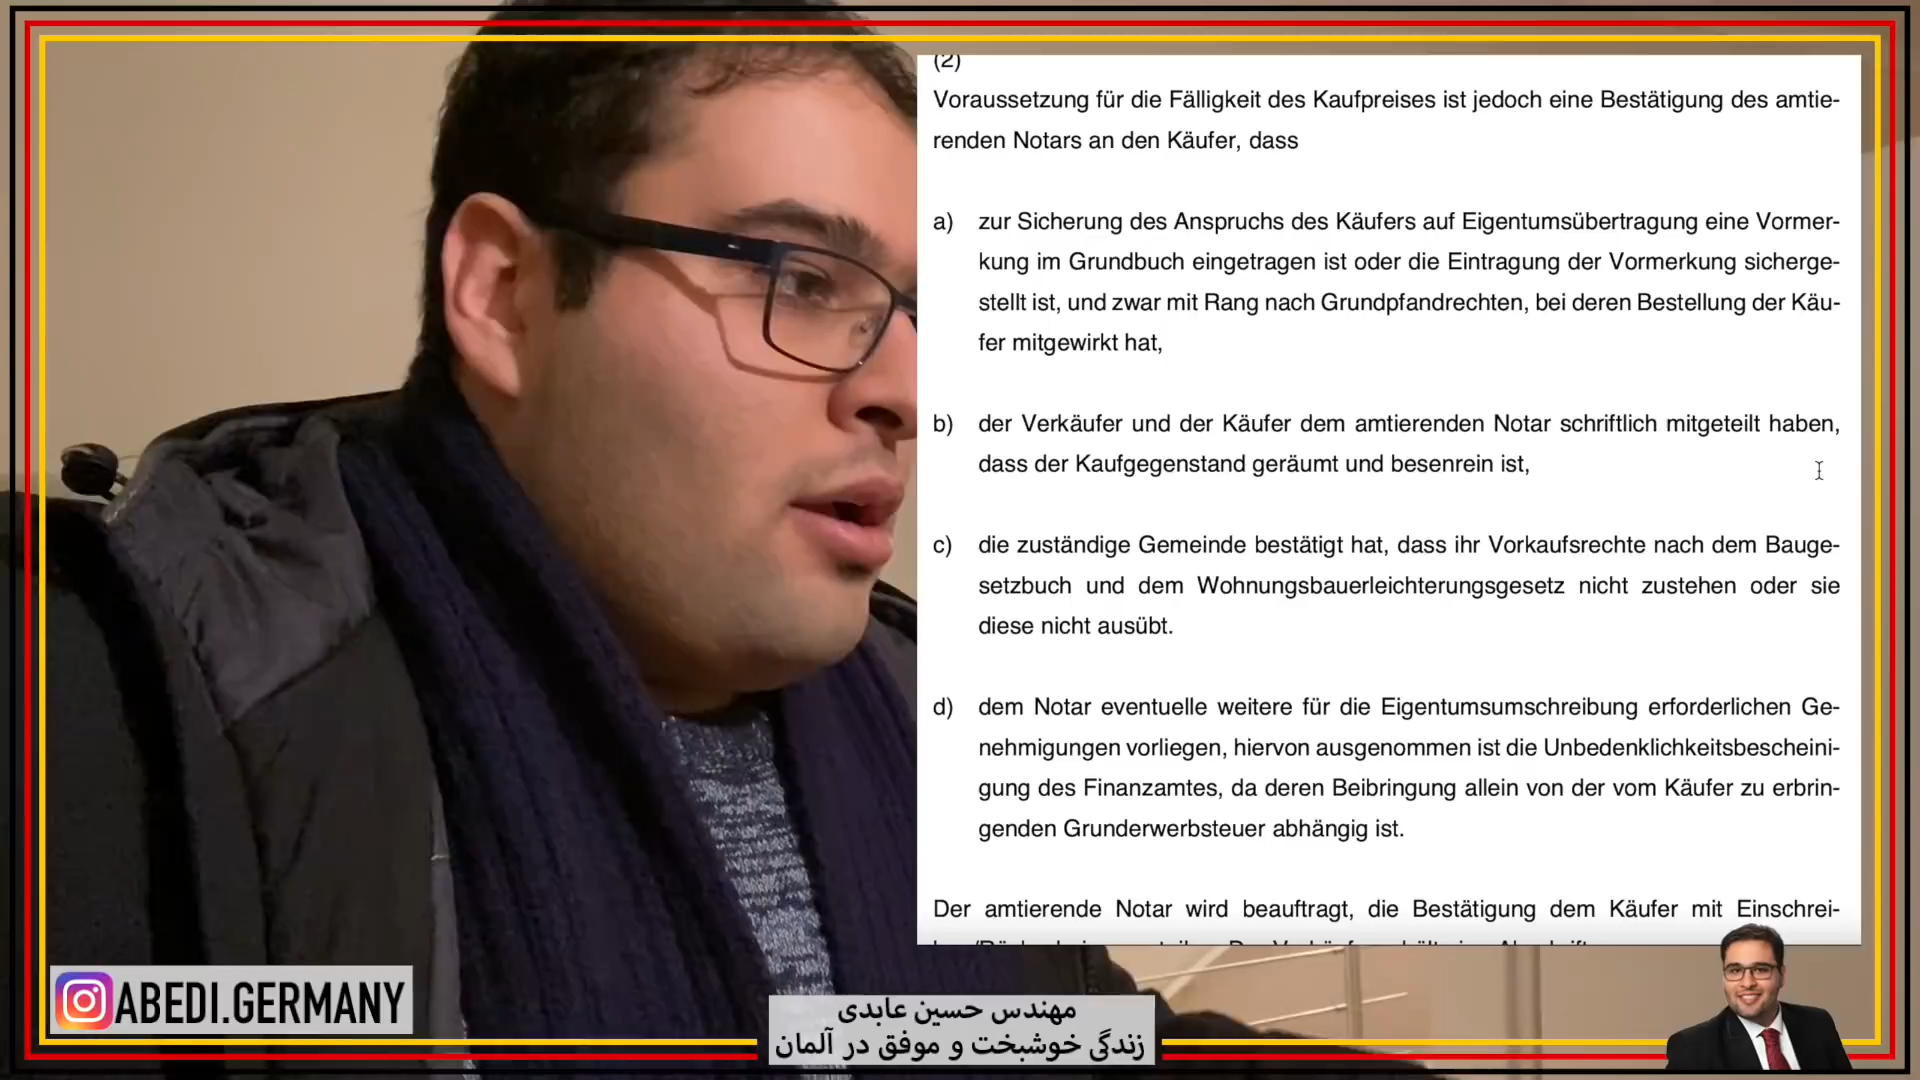 (2)
Voraussetzung für die Fälligkeit des Kaufpreises ist jedoch eine Bestätigung des amtie-
renden Notars an den Käufer, dass
a) zur Sicherung des Anspruchs des Käufers auf Eigentumsübertragung eine Vormer-
kung im Grundbuch eingetragen ist oder die Eintragung der Vormerkung sicherge-
stellt ist, und zwar mit Rang nach Grundpfandrechten, bei deren Bestellung der Käu-
fer mitgewirkt hat,
b) der Verkäufer und der Käufer dem amtierenden Notar schriftlich mitgeteilt haben,
dass der Kaufgegenstand geräumt und besenrein ist,
c) die zuständige Gemeinde bestätigt hat, dass ihr Vorkaufsrechte nach dem Bauge-
setzbuch und dem Wohnungsbauerleichterungsgesetz nicht zustehen oder sie
diese nicht ausübt.
d) dem Notar eventuelle weitere für die Eigentumsumschreibung erforderlichen Ge-
nehmigungen vorliegen, hiervon ausgenommen ist die Unbedenklichkeitsbescheini-
gung des Finanzamtes, da deren Beibringung allein von der vom Käufer zu erbrin-
genden Grunderwerbsteuer abhängig ist.
Der amtierende Notar wird beauftragt, die Bestätigung dem Käufer mit Einschrei-
ABEDI.GERMANY
مهندس حسین عابدی
زندگی خوشبخت و موفق در آلمان